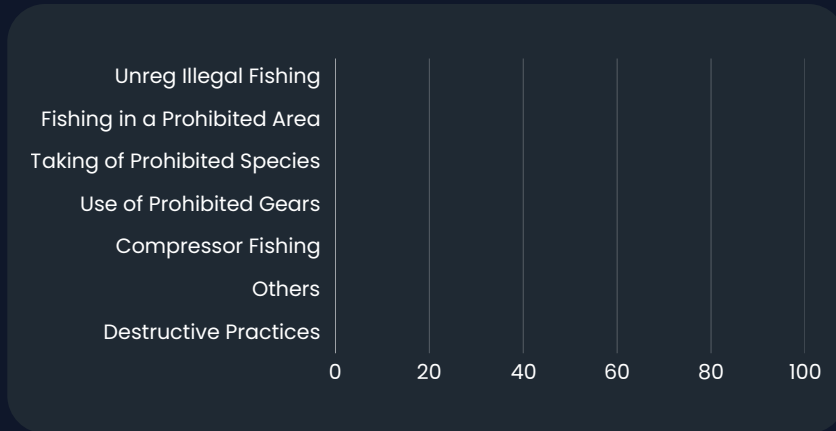 Unreg Illegal Fishing
Fishing in a Prohibited Area
Taking of Prohibited Species
Use of Prohibited Gears
Compressor Fishing
Others
Destructive Practices
0 20 40 60 80 100